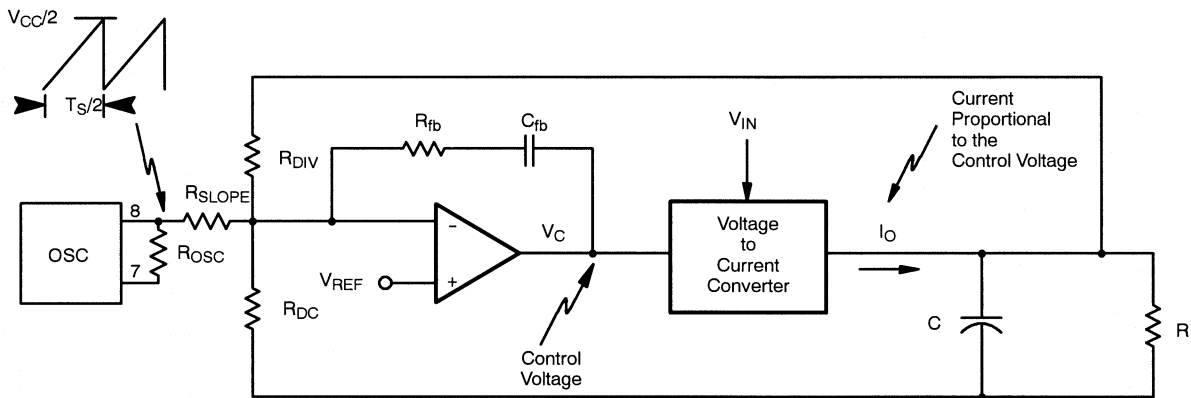 VCC/2
TS/2
OSC
8
7
ROSC
RSLOPE
RDIV
RDC
Rfb
Cfb
VREF
−
+
VC
Control
Voltage
VIN
Voltage
to
Current
Converter
IO
Current
Proportional
to the
Control Voltage
C
R